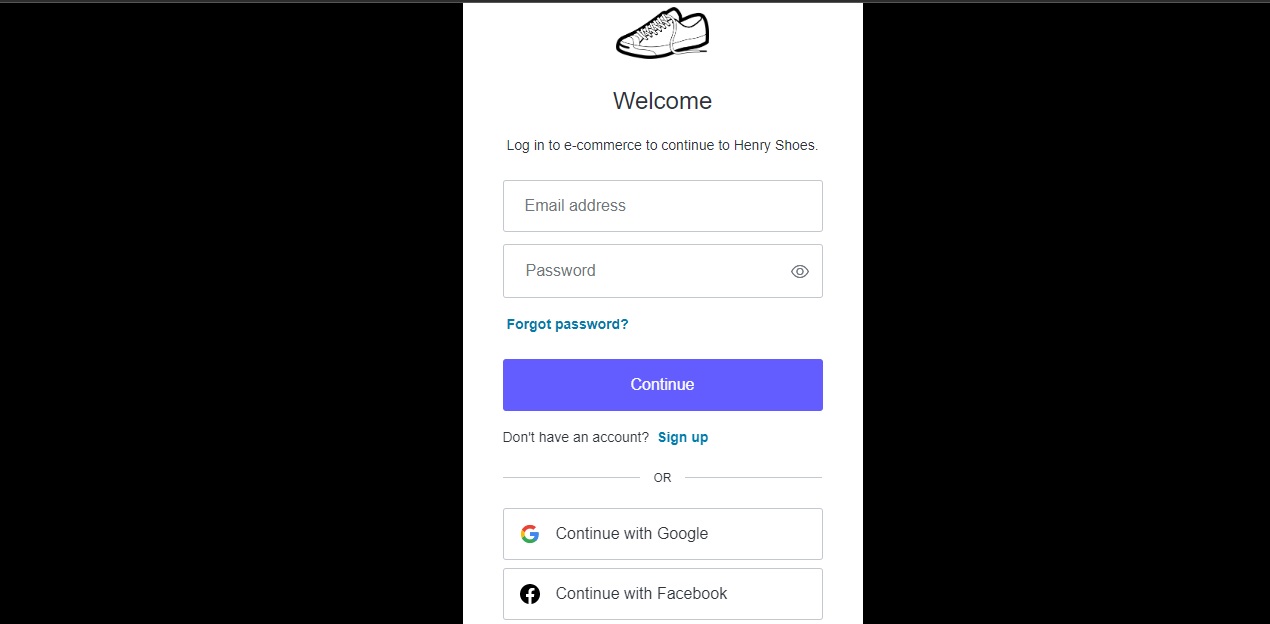 Welcome
Log in to e-commerce to continue to Henry Shoes.
Email address
Password
Forgot password?
Continue
Don't have an account? Sign up
OR
Continue with Google
Continue with Facebook